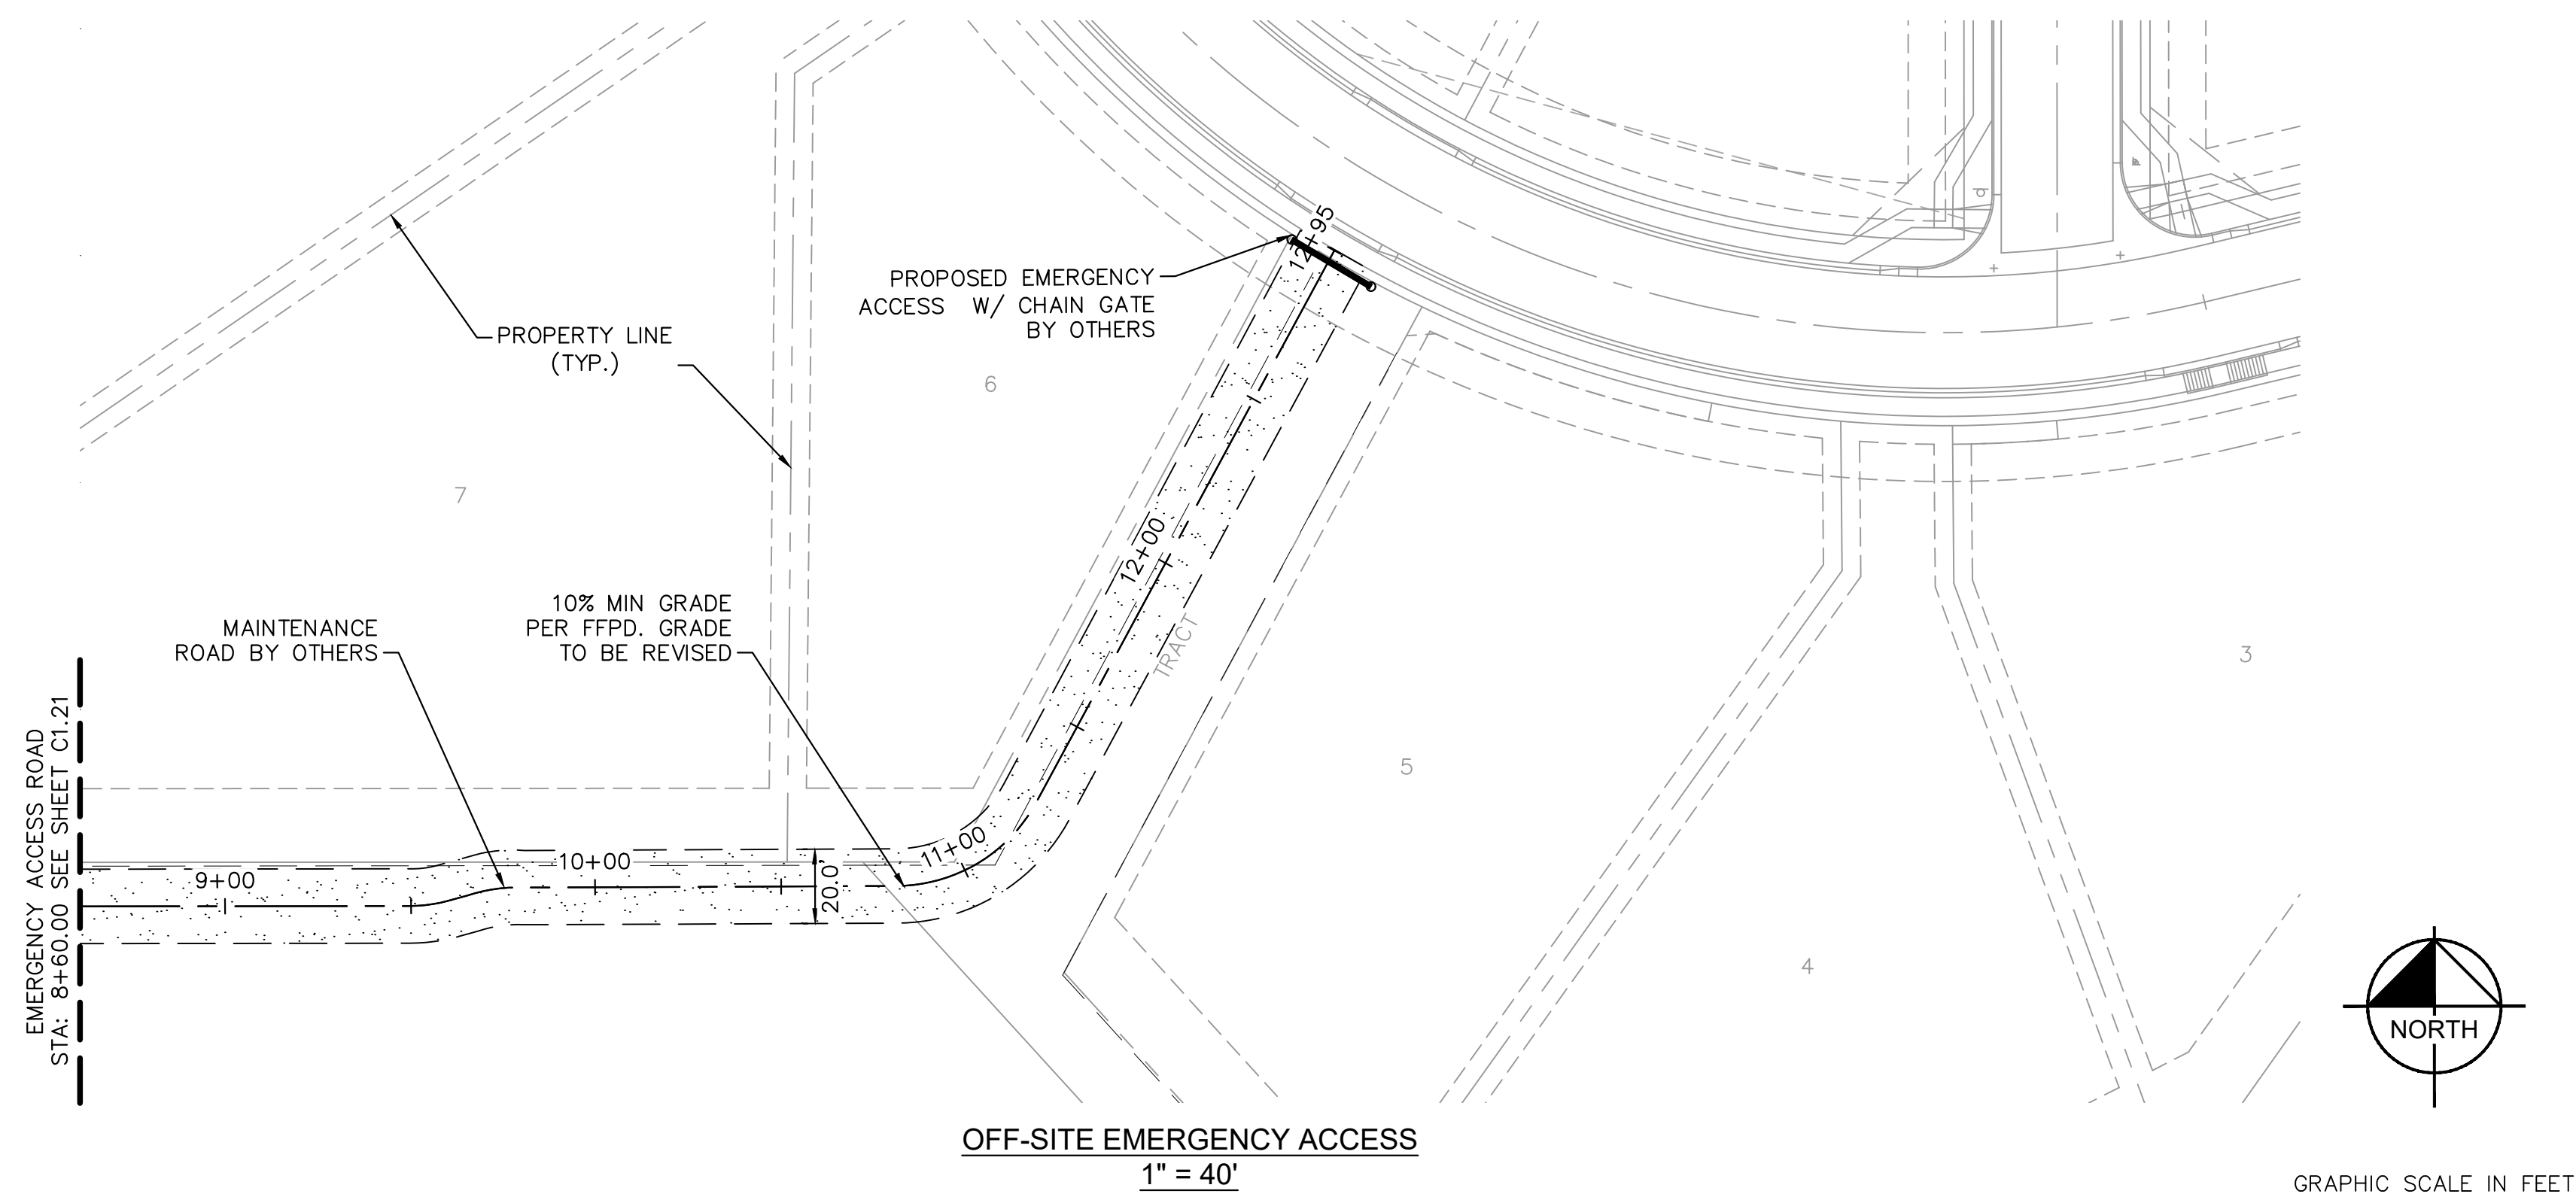 12+95
PROPOSED EMERGENCY
ACCESS W/ CHAIN GATE
BY OTHERS
PROPERTY LINE
(TYP.)
6
7
12+00
10% MIN GRADE
PER FFPD. GRADE
TO BE REVISED
MAINTENANCE
ROAD BY OTHERS
TRACT
3
5
EMERGENCY ACCESS ROAD
STA: 8+60.00 SEE SHEET C1.21
11+00
10+00
9+00
20.0'
4
NORTH
OFF-SITE EMERGENCY ACCESS
1" = 40'
GRAPHIC SCALE IN FEET